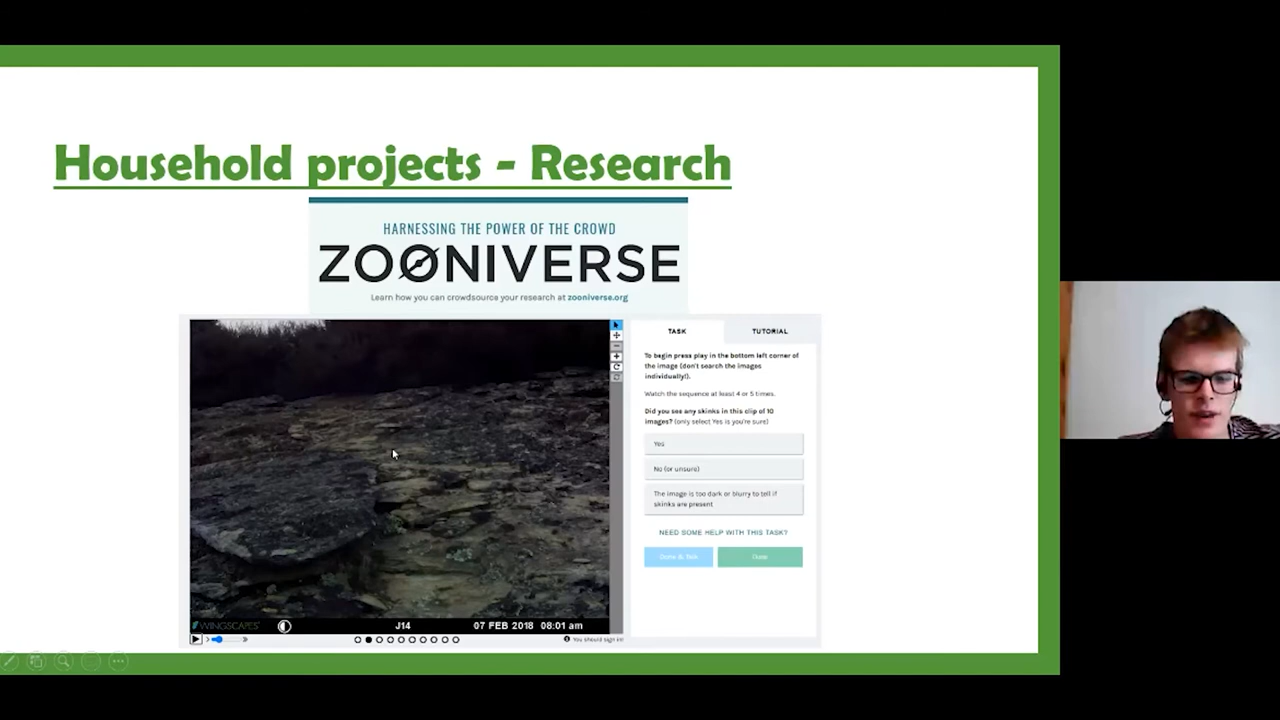 Household projects - Research
HARNESSING THE POWER OF THE CROWD
ZOONIVERSE
Learn how you can crowdsource your research at zooniverse.org
TASK
TUTORIAL
To begin press play in the bottom left corner of
the image (don't search the images
individually!).
Watch the sequence at least 4 or 5 times.
Did you see any skinks in this clip of 10
images? (only select Yes is you're sure)
Yes
No (or unsure)
The image is too dark or blurry to tell if
skinks are present
NEED SOME HELP WITH THIS TASK?
Done & Talk
Done
WINGSCAPES
J14
07 FEB 2018 08:01 am
You should sign in!